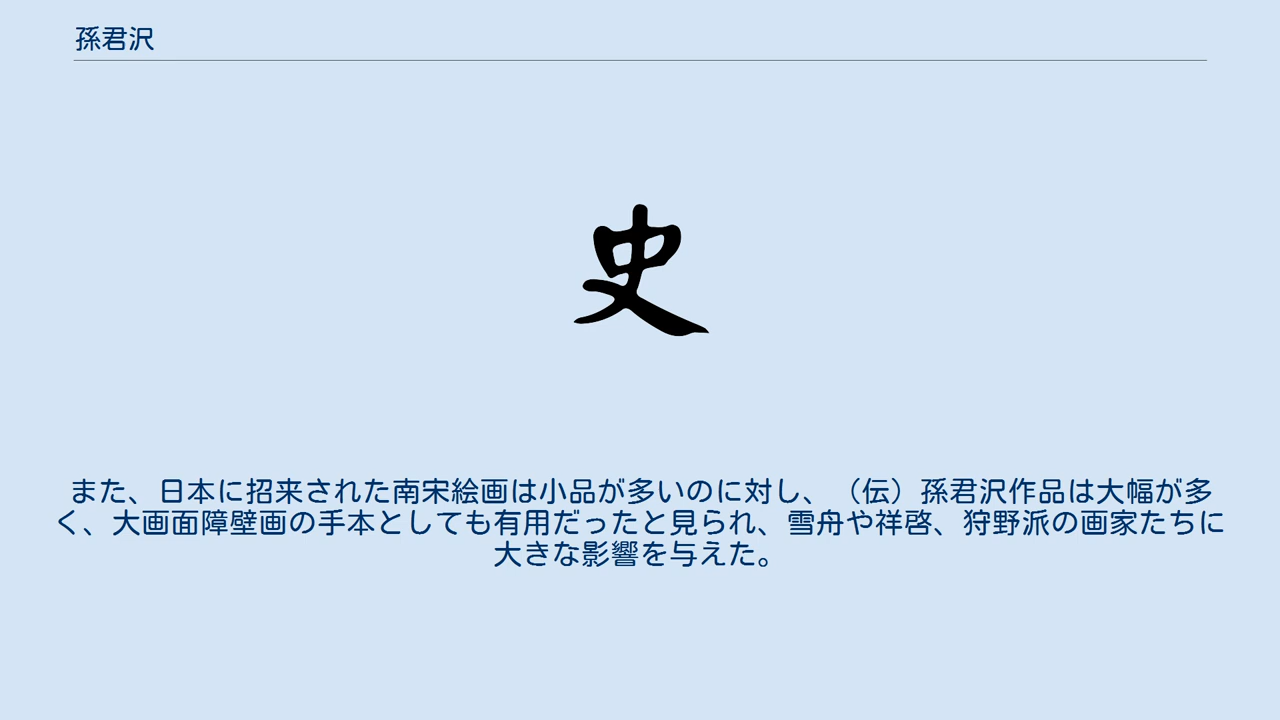 孫君沢
史
また、日本に招来された南宋絵画は小品が多いのに対し、（伝）孫君沢作品は大幅が多
く、大画面障壁画の手本としても有用だったと見られ、雪舟や祥啓、狩野派の画家たちに
大きな影響を与えた。